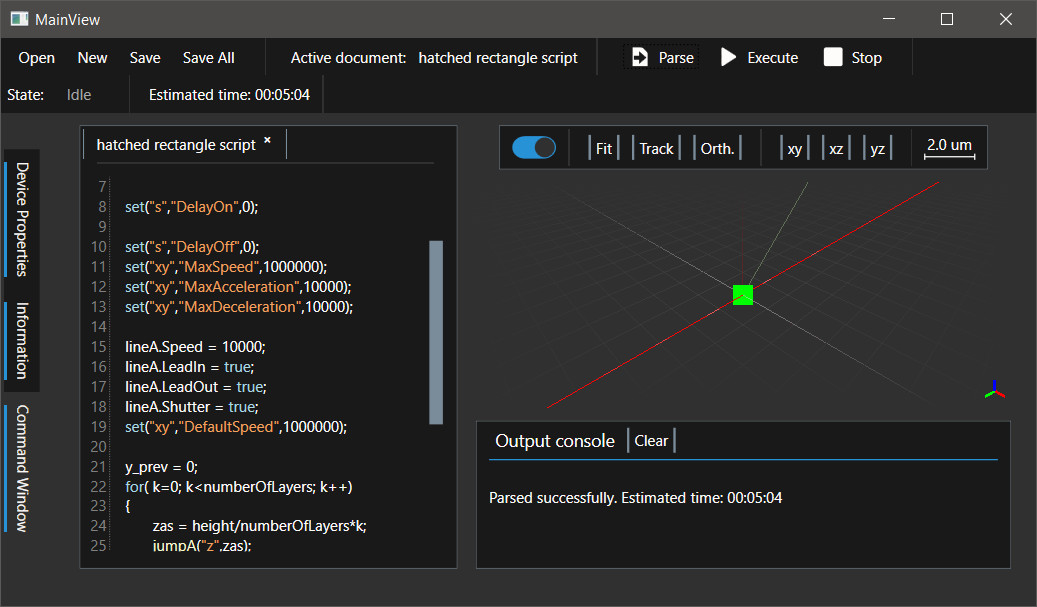 MainView
Open New Save Save All Active document: hatched rectangle script Parse Execute Stop
State: Idle Estimated time: 00:05:04
Device Properties
Information
Command Window
hatched rectangle script ×
7
8 set("s","DelayOn",0);
9
10 set("s","DelayOff",0);
11 set("xy","MaxSpeed",1000000);
12 set("xy","MaxAcceleration",10000);
13 set("xy","MaxDeceleration",10000);
14
15 lineA.Speed = 10000;
16 lineA.LeadIn = true;
17 lineA.LeadOut = true;
18 lineA.Shutter = true;
19 set("xy","DefaultSpeed",1000000);
20
21 y_prev = 0;
22 for( k=0; k<numberOfLayers; k++)
23 {
24 zas = height/numberOfLayers*k;
25 jumpA("z",zas);
Fit Track Orth. xy xz yz 2.0 um
Output console Clear
Parsed successfully. Estimated time: 00:05:04